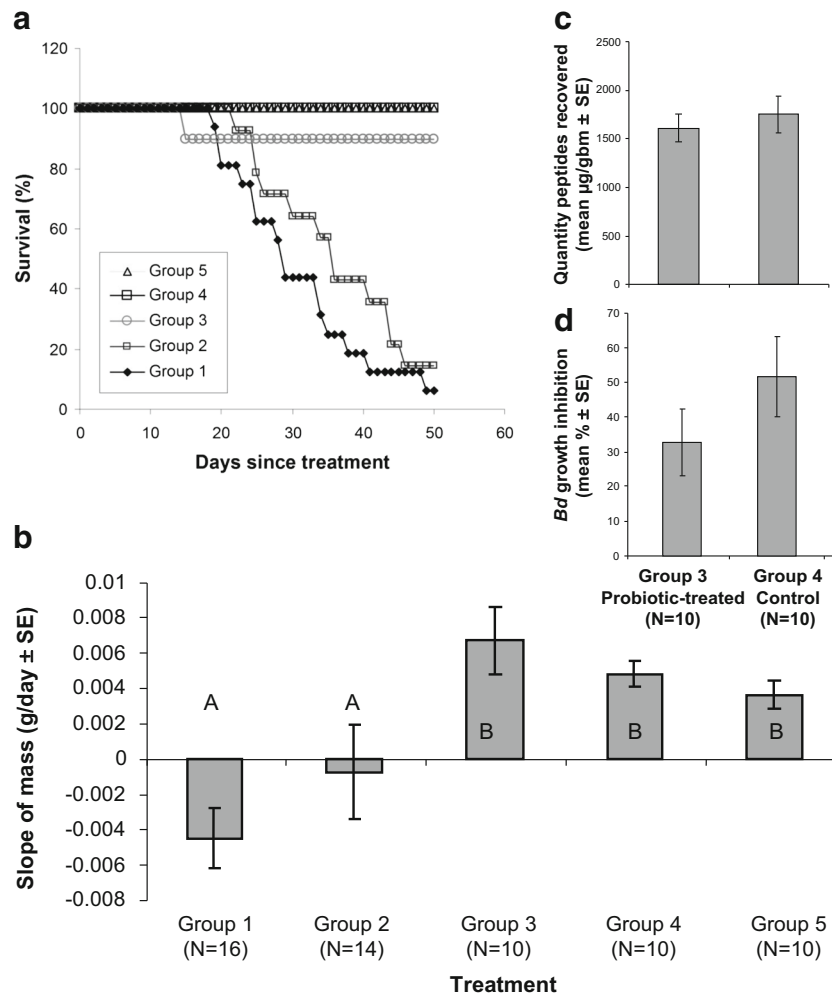 a
120
100
80
60
40
20
0
Survival (%)
Group 5
Group 4
Group 3
Group 2
Group 1
0 10 20 30 40 50 60
Days since treatment
c
2500
2000
1500
1000
500
0
Quantity peptides recovered
(mean µg/gbm ± SE)
d
70
60
50
40
30
20
10
0
Bd growth inhibition
(mean % ± SE)
Group 3 Group 4
Probiotic-treated Control
(N=10) (N=10)
b
0.01
0.008
0.006
0.004
0.002
0
-0.002
-0.004
-0.006
-0.008
Slope of mass (g/day ± SE)
A A B B B
Group 1 Group 2 Group 3 Group 4 Group 5
(N=16) (N=14) (N=10) (N=10) (N=10)
Treatment